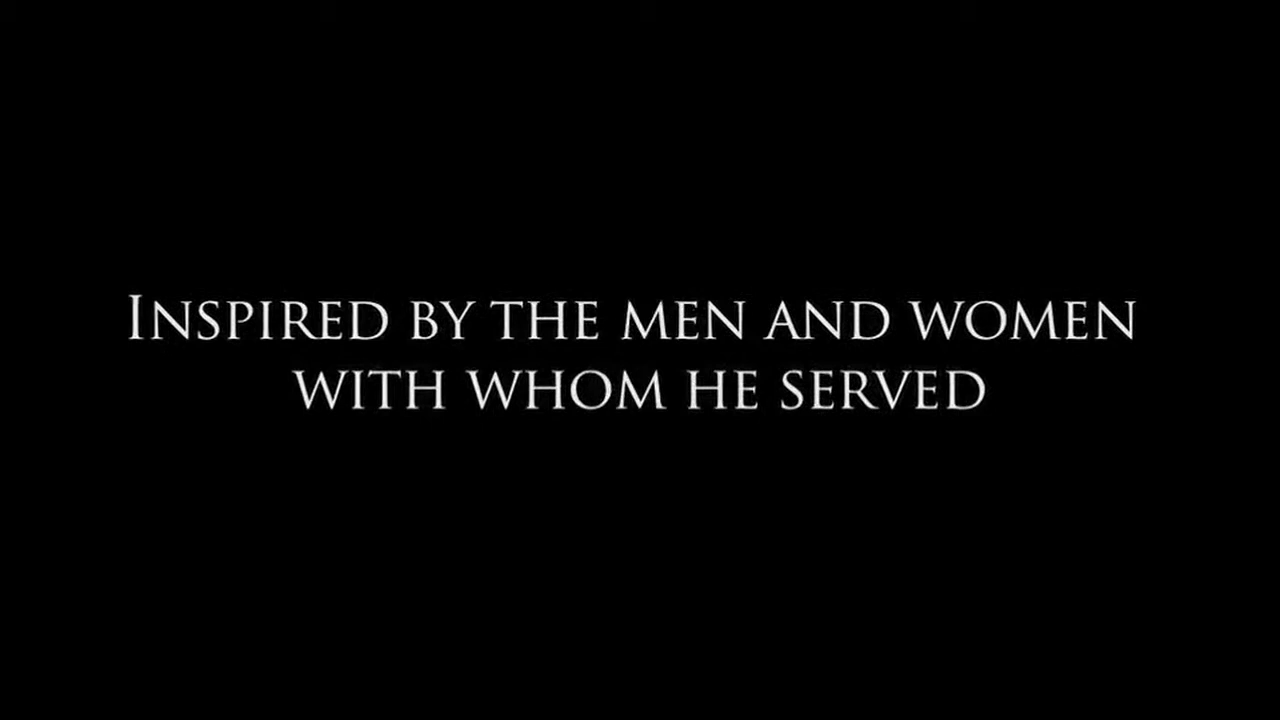 INSPIRED BY THE MEN AND WOMEN
WITH WHOM HE SERVED